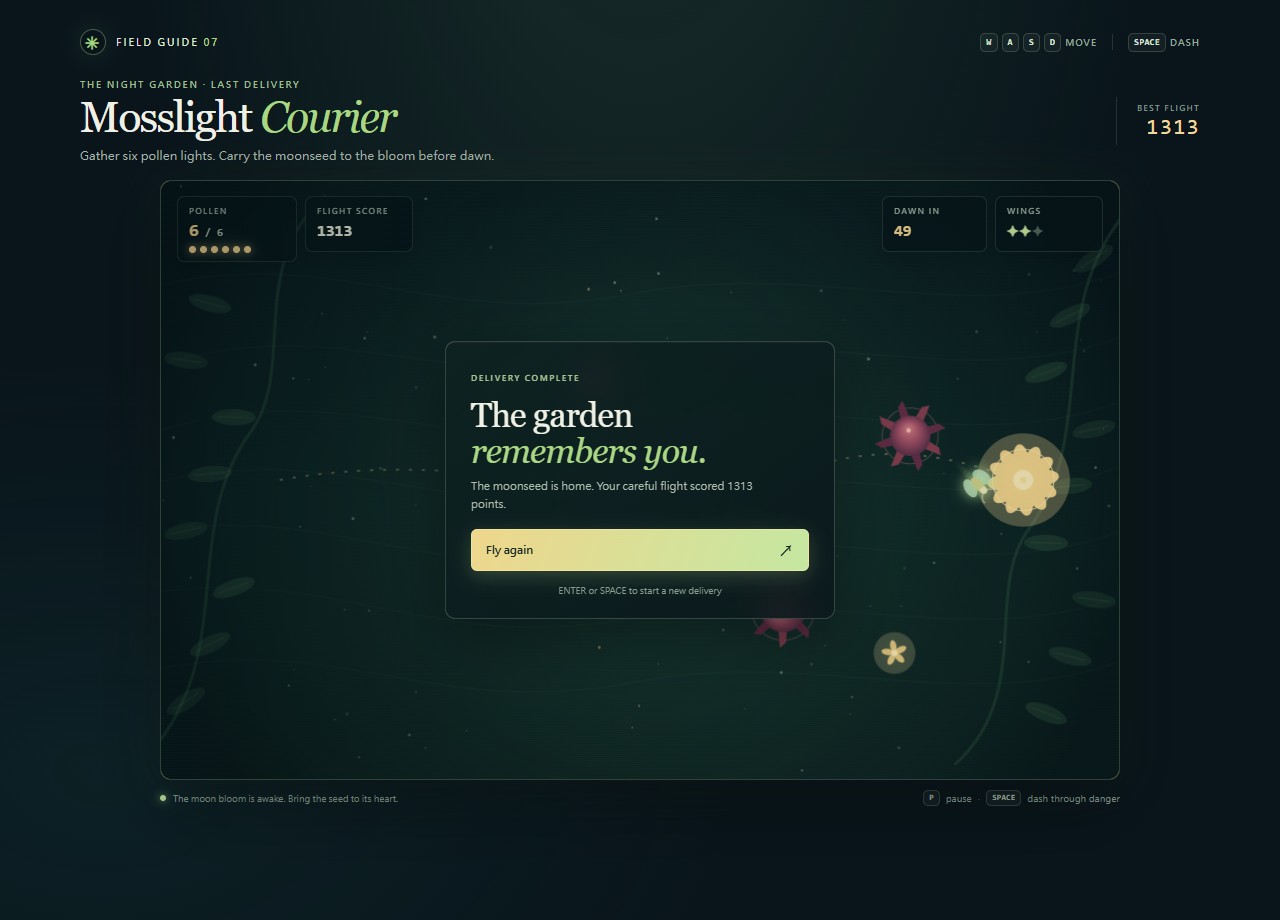 FIELD GUIDE 07
W A S D MOVE
SPACE DASH
THE NIGHT GARDEN · LAST DELIVERY
Mosslight Courier
Gather six pollen lights. Carry the moonseed to the bloom before dawn.
BEST FLIGHT
1313
POLLEN
6 / 6
FLIGHT SCORE
1313
DAWN IN
49
WINGS
DELIVERY COMPLETE
The garden
remembers you.
The moonseed is home. Your careful flight scored 1313
points.
Fly again ↗
ENTER or SPACE to start a new delivery
The moon bloom is awake. Bring the seed to its heart.
P pause · SPACE dash through danger